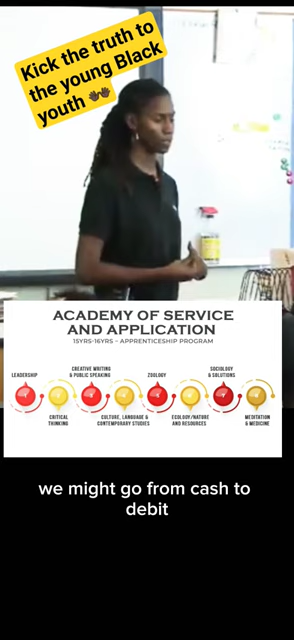 Kick the truth to
the young Black
youth 👐🏿
ACADEMY OF SERVICE
AND APPLICATION
15YRS-16YRS - APPRENTICESHIP PROGRAM
LEADERSHIP
CREATIVE WRITING
& PUBLIC SPEAKING
ZOOLOGY
SOCIOLOGY
& SOLUTIONS
CRITICAL
THINKING
CULTURE, LANGUAGE &
CONTEMPORARY STUDIES
ECOLOGY/NATURE
AND RESOURCES
MEDITATION
& MEDICINE
we might go from cash to
debit